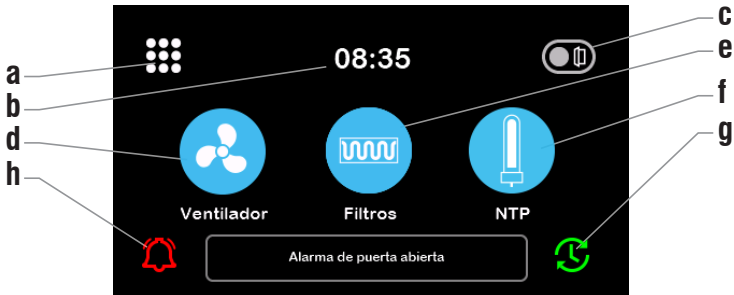 a
b
c
d
e
f
g
h
08:35
Ventilador
Filtros
NTP
Alarma de puerta abierta